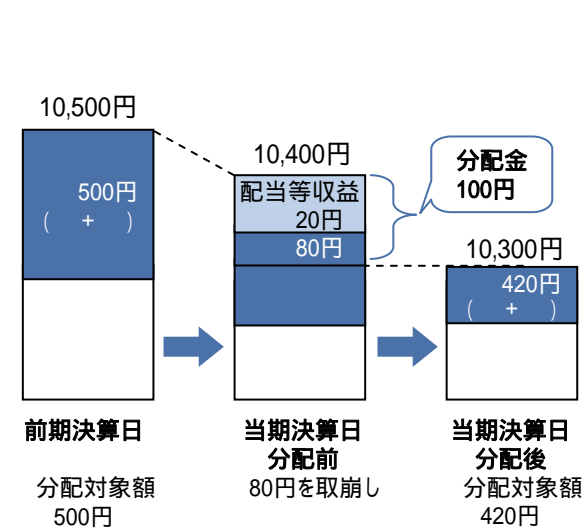 10,500円
500円
( + )
前期決算日
分配対象額
500円
10,400円
配当等収益
20円
80円
分配金
100円
当期決算日
分配前
80円を取崩し
10,300円
420円
( + )
当期決算日
分配後
分配対象額
420円